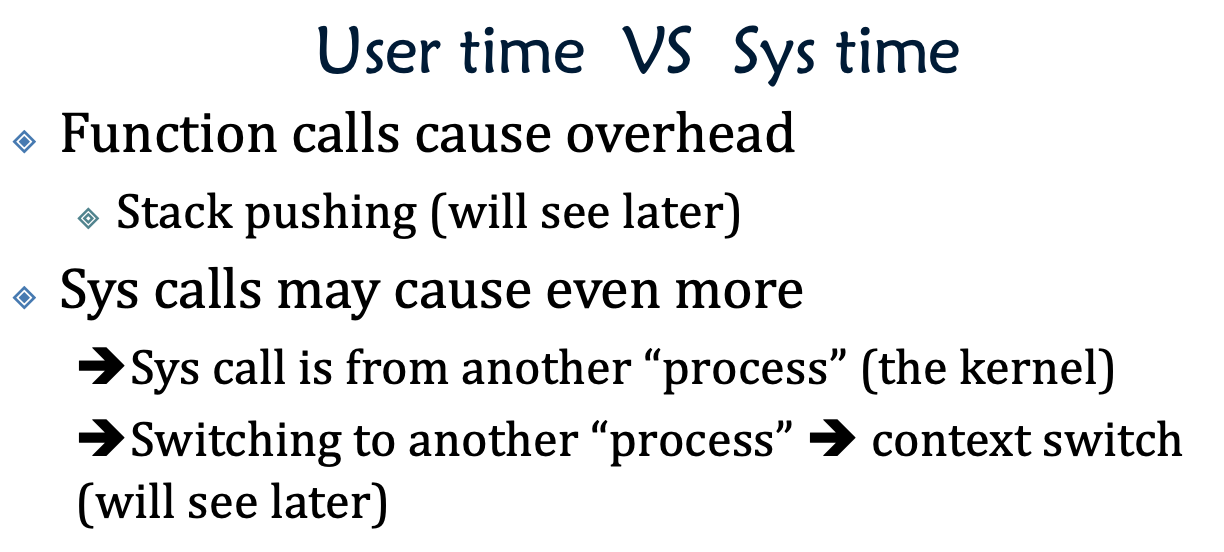 User time VS Sys time
Function calls cause overhead
Stack pushing (will see later)
Sys calls may cause even more
➔Sys call is from another “process” (the kernel)
➔Switching to another “process” ➔ context switch
(will see later)